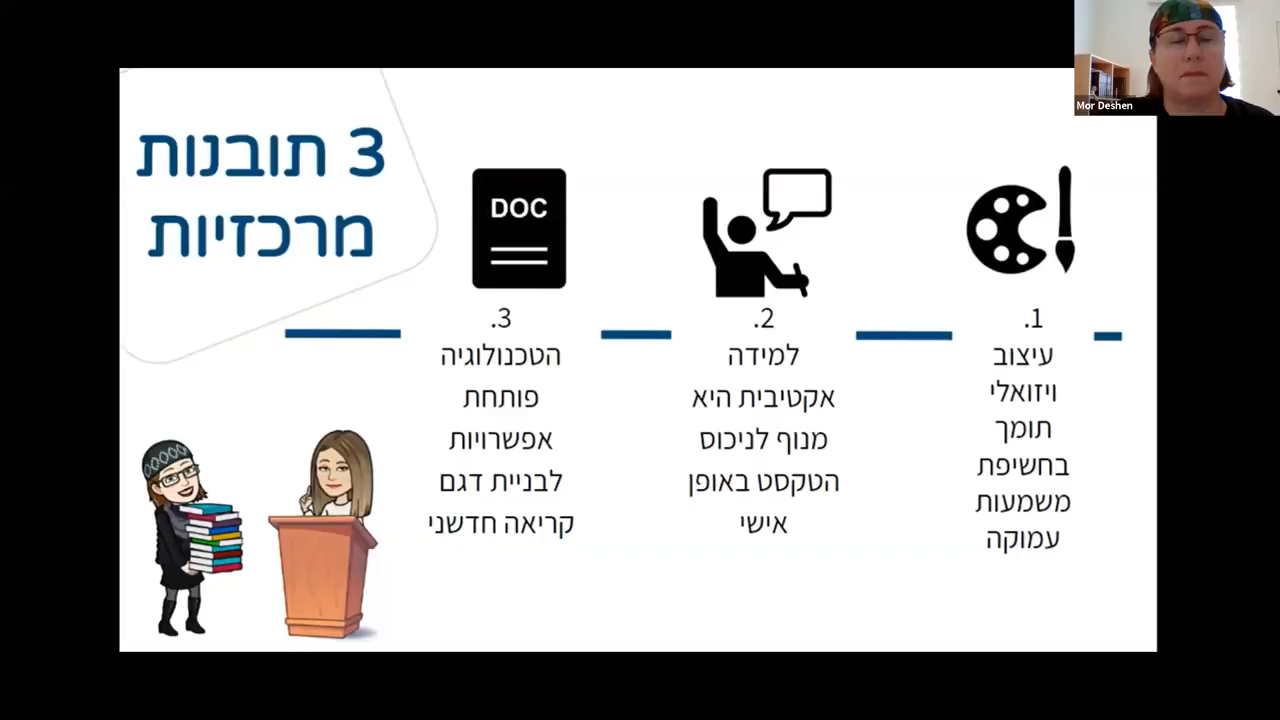 3 תובנות
מרכזיות
1.
עיצוב
ויזואלי
תומך
בחשיפת
משמעות
עמוקה
2.
למידה
אקטיבית היא
מנוף לניכוס
הטקסט באופן
אישי
DOC
3.
הטכנולוגיה
פותחת
אפשרויות
לבניית דגם
קריאה חדשני
Mor Deshen